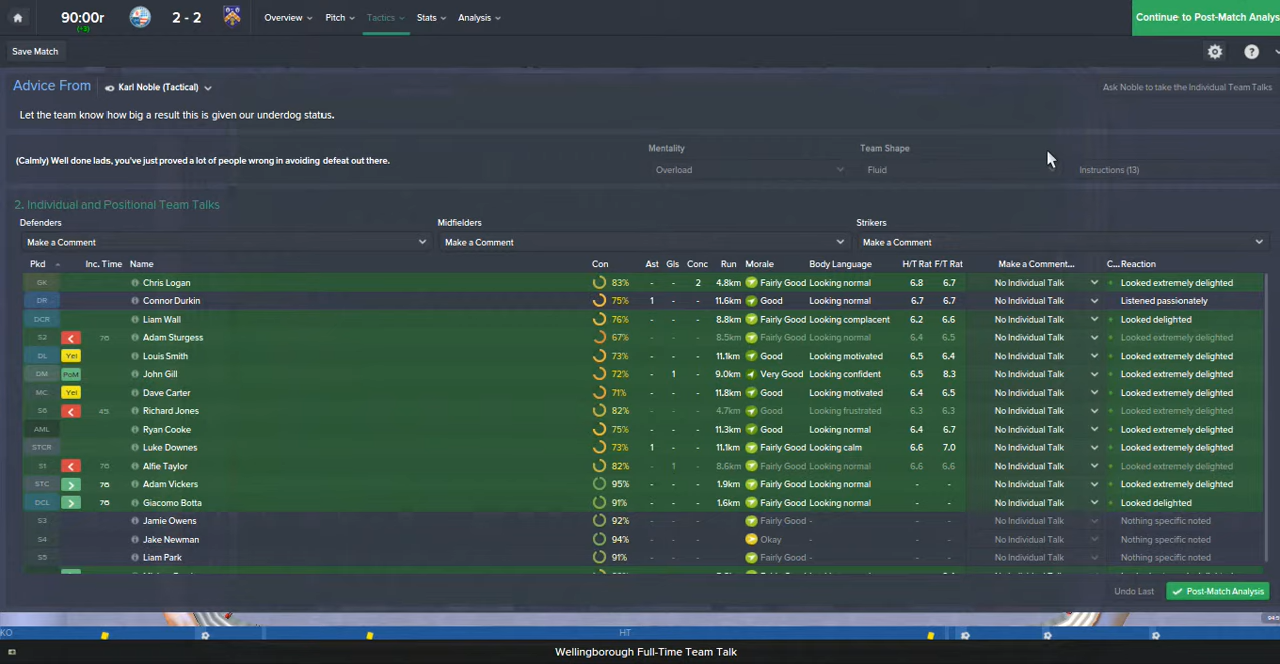 90:00r
(+3)
2 - 2
Overview
Pitch
Tactics
Stats
Analysis
Continue to Post-Match Analys
Save Match
Advice From
Karl Noble (Tactical)
Ask Noble to take the Individual Team Talks
Let the team know how big a result this is given our underdog status.
Mentality
Team Shape
(Calmly) Well done lads, you've just proved a lot of people wrong in avoiding defeat out there.
Overload
Fluid
Instructions (13)
2. Individual and Positional Team Talks
Defenders
Midfielders
Strikers
Make a Comment
Make a Comment
Make a Comment
Pkd Inc. Time Name Con Ast Gls Conc Run Morale Body Language H/T Rat F/T Rat Make a Comment... C... Reaction
GK Chris Logan 83% - - 2 4.8km Fairly Good Looking normal 6.8 6.7 No Individual Talk Looked extremely delighted
DR Connor Durkin 75% 1 - - 11.6km Good Looking normal 6.7 6.7 No Individual Talk Listened passionately
DCR Liam Wall 76% - - - 8.8km Fairly Good Looking complacent 6.2 6.6 No Individual Talk Looked delighted
S2 76 Adam Sturgess 67% - - - 8.5km Fairly Good Looking normal 6.4 6.5 No Individual Talk Looked extremely delighted
DL Yel Louis Smith 73% - - - 11.1km Good Looking motivated 6.5 6.4 No Individual Talk Looked extremely delighted
DM PoM John Gill 72% - 1 - 9.0km Very Good Looking confident 6.5 8.3 No Individual Talk Looked extremely delighted
MC Yel Dave Carter 71% - - - 11.8km Good Looking motivated 6.4 6.5 No Individual Talk Looked extremely delighted
S6 45 Richard Jones 82% - - - 4.7km Good Looking frustrated 6.3 6.3 No Individual Talk Looked extremely delighted
AML Ryan Cooke 75% - - - 11.3km Good Looking normal 6.4 6.7 No Individual Talk Looked extremely delighted
STCR Luke Downes 73% 1 - - 11.1km Fairly Good Looking calm 6.6 7.0 No Individual Talk Looked extremely delighted
S1 76 Alfie Taylor 82% - 1 - 8.6km Fairly Good Looking normal 6.6 6.6 No Individual Talk Looked extremely delighted
STC 76 Adam Vickers 95% - - - 1.9km Fairly Good Looking normal - - No Individual Talk Looked extremely delighted
DCL 76 Giacomo Botta 91% - - - 1.6km Fairly Good Looking normal - - No Individual Talk Looked delighted
S3 Jamie Owens 92% - - - - Fairly Good - - - No Individual Talk Nothing specific noted
S4 Jake Newman 94% - - - - Okay - - - No Individual Talk Nothing specific noted
S5 Liam Park 91% - - - - Fairly Good - - - No Individual Talk Nothing specific noted
Undo Last
Post-Match Analysis
KO
HT
Wellingborough Full-Time Team Talk